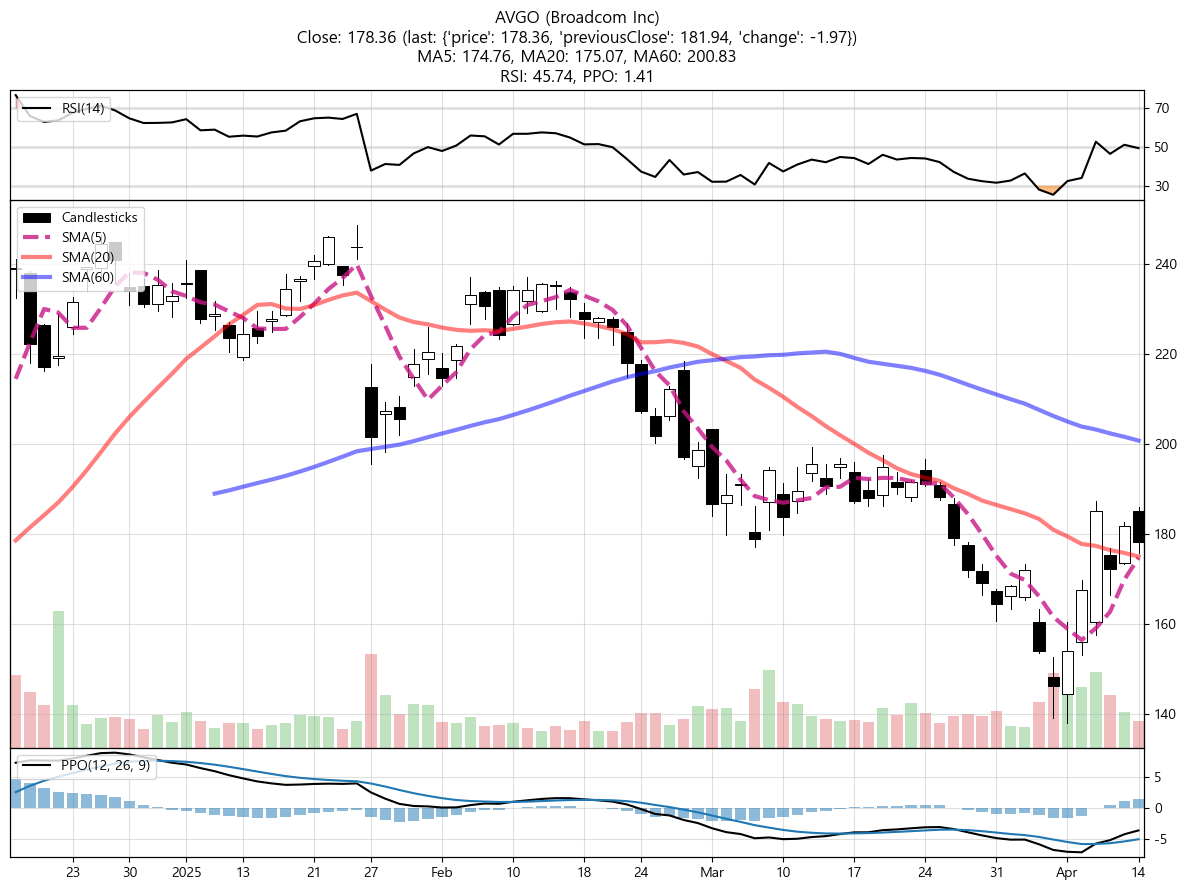 AVGO (Broadcom Inc)
Close: 178.36 (last: {'price': 178.36, 'previousClose': 181.94, 'change': -1.97})
MA5: 174.76, MA20: 175.07, MA60: 200.83
RSI: 45.74, PPO: 1.41
RSI(14)
70
50
30
Candlesticks
SMA(5)
SMA(20)
SMA(60)
240
220
200
180
160
140
PPO(12, 26, 9)
5
0
-5
23 30 2025 13 21 27 Feb 10 18 24 Mar 10 17 24 31 Apr 14